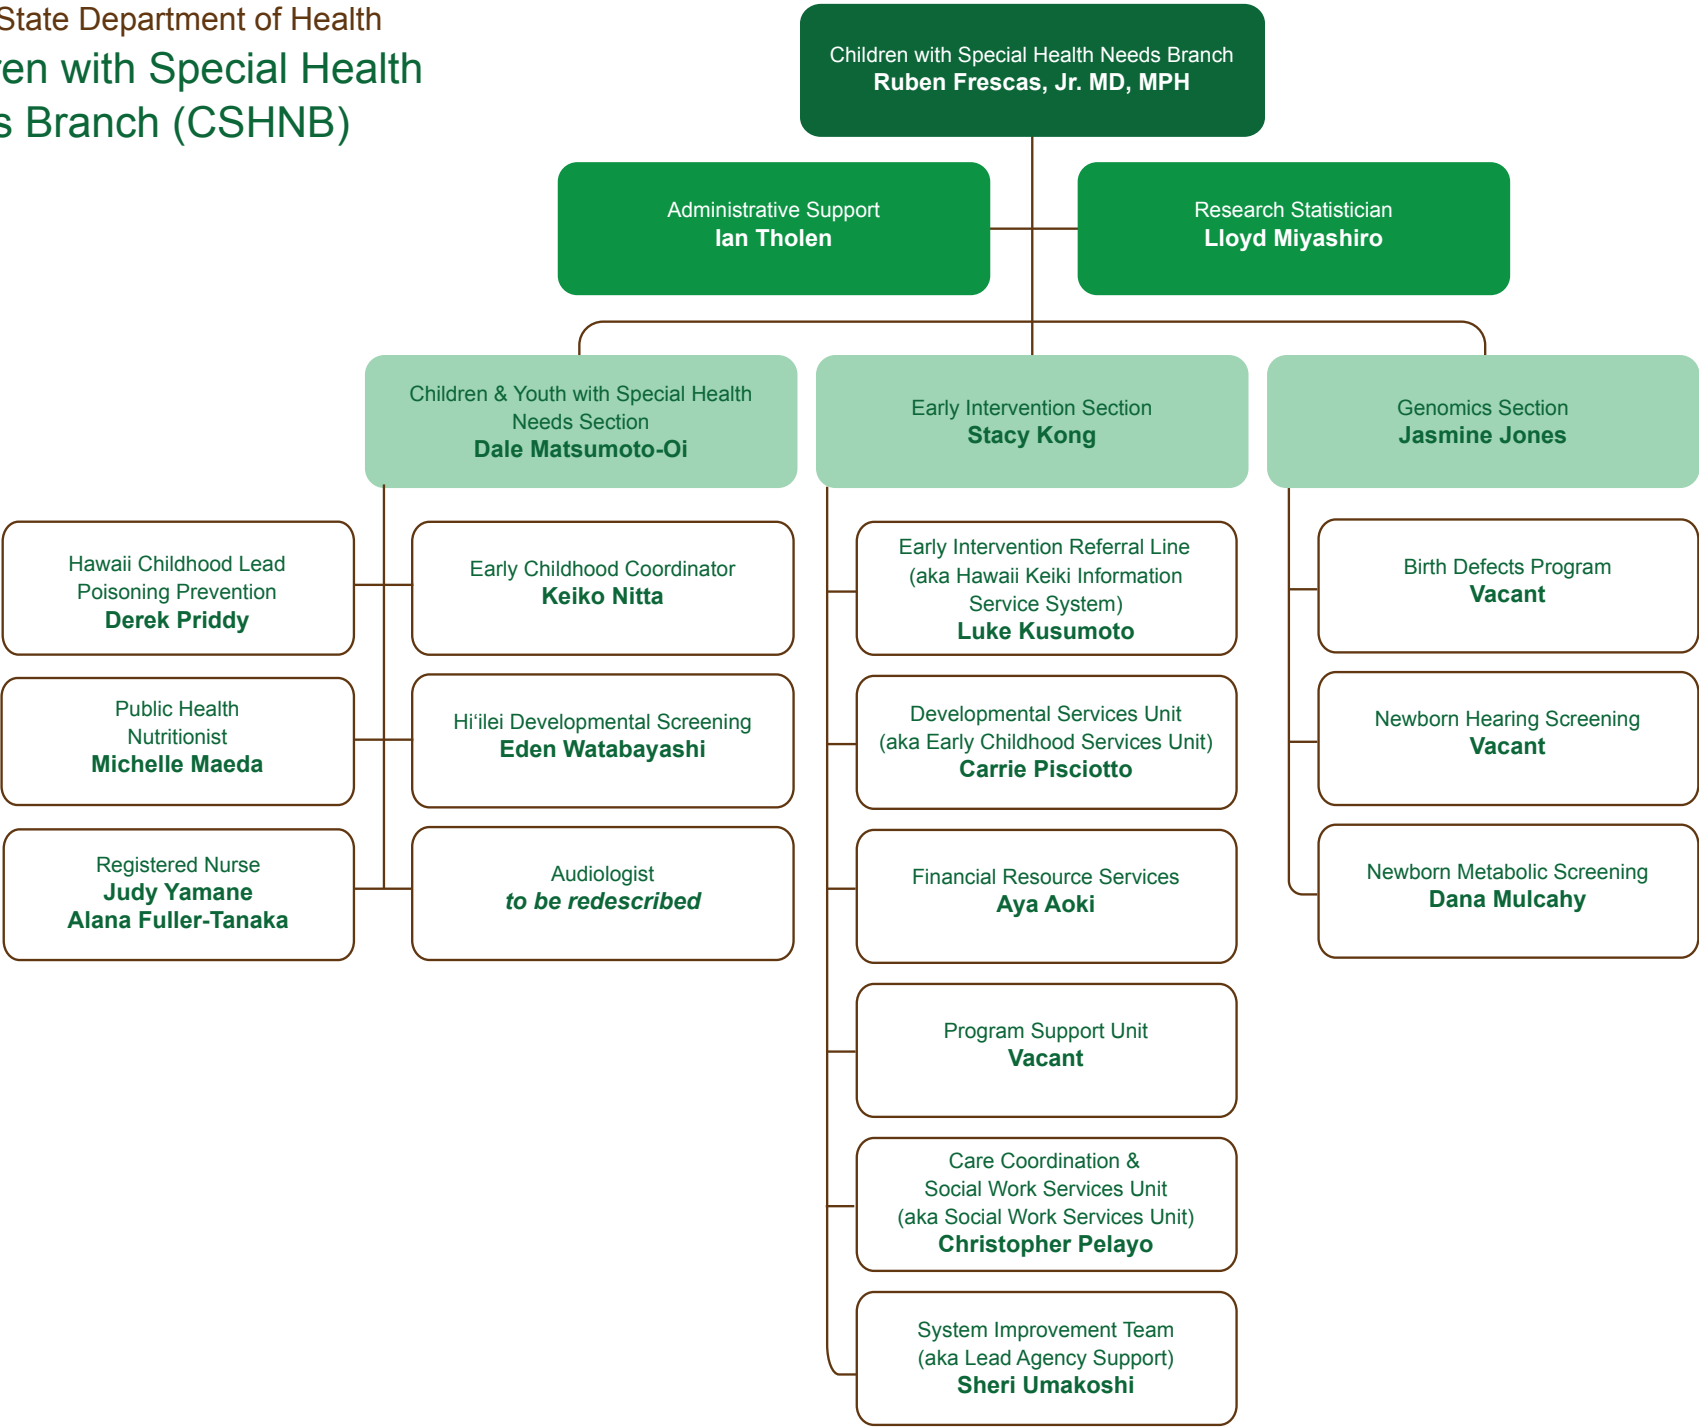 State Department of Health
ren with Special Health
s Branch (CSHNB)
Children with Special Health Needs Branch
Ruben Frescas, Jr. MD, MPH
Administrative Support
Ian Tholen
Research Statistician
Lloyd Miyashiro
Children & Youth with Special Health
Needs Section
Dale Matsumoto-Oi
Early Intervention Section
Stacy Kong
Genomics Section
Jasmine Jones
Hawaii Childhood Lead
Poisoning Prevention
Derek Priddy
Early Childhood Coordinator
Keiko Nitta
Public Health
Nutritionist
Michelle Maeda
Hi‘ilei Developmental Screening
Eden Watabayashi
Registered Nurse
Judy Yamane
Alana Fuller-Tanaka
Audiologist
to be redescribed
Early Intervention Referral Line
(aka Hawaii Keiki Information
Service System)
Luke Kusumoto
Developmental Services Unit
(aka Early Childhood Services Unit)
Carrie Pisciotto
Financial Resource Services
Aya Aoki
Program Support Unit
Vacant
Care Coordination &
Social Work Services Unit
(aka Social Work Services Unit)
Christopher Pelayo
System Improvement Team
(aka Lead Agency Support)
Sheri Umakoshi
Birth Defects Program
Vacant
Newborn Hearing Screening
Vacant
Newborn Metabolic Screening
Dana Mulcahy